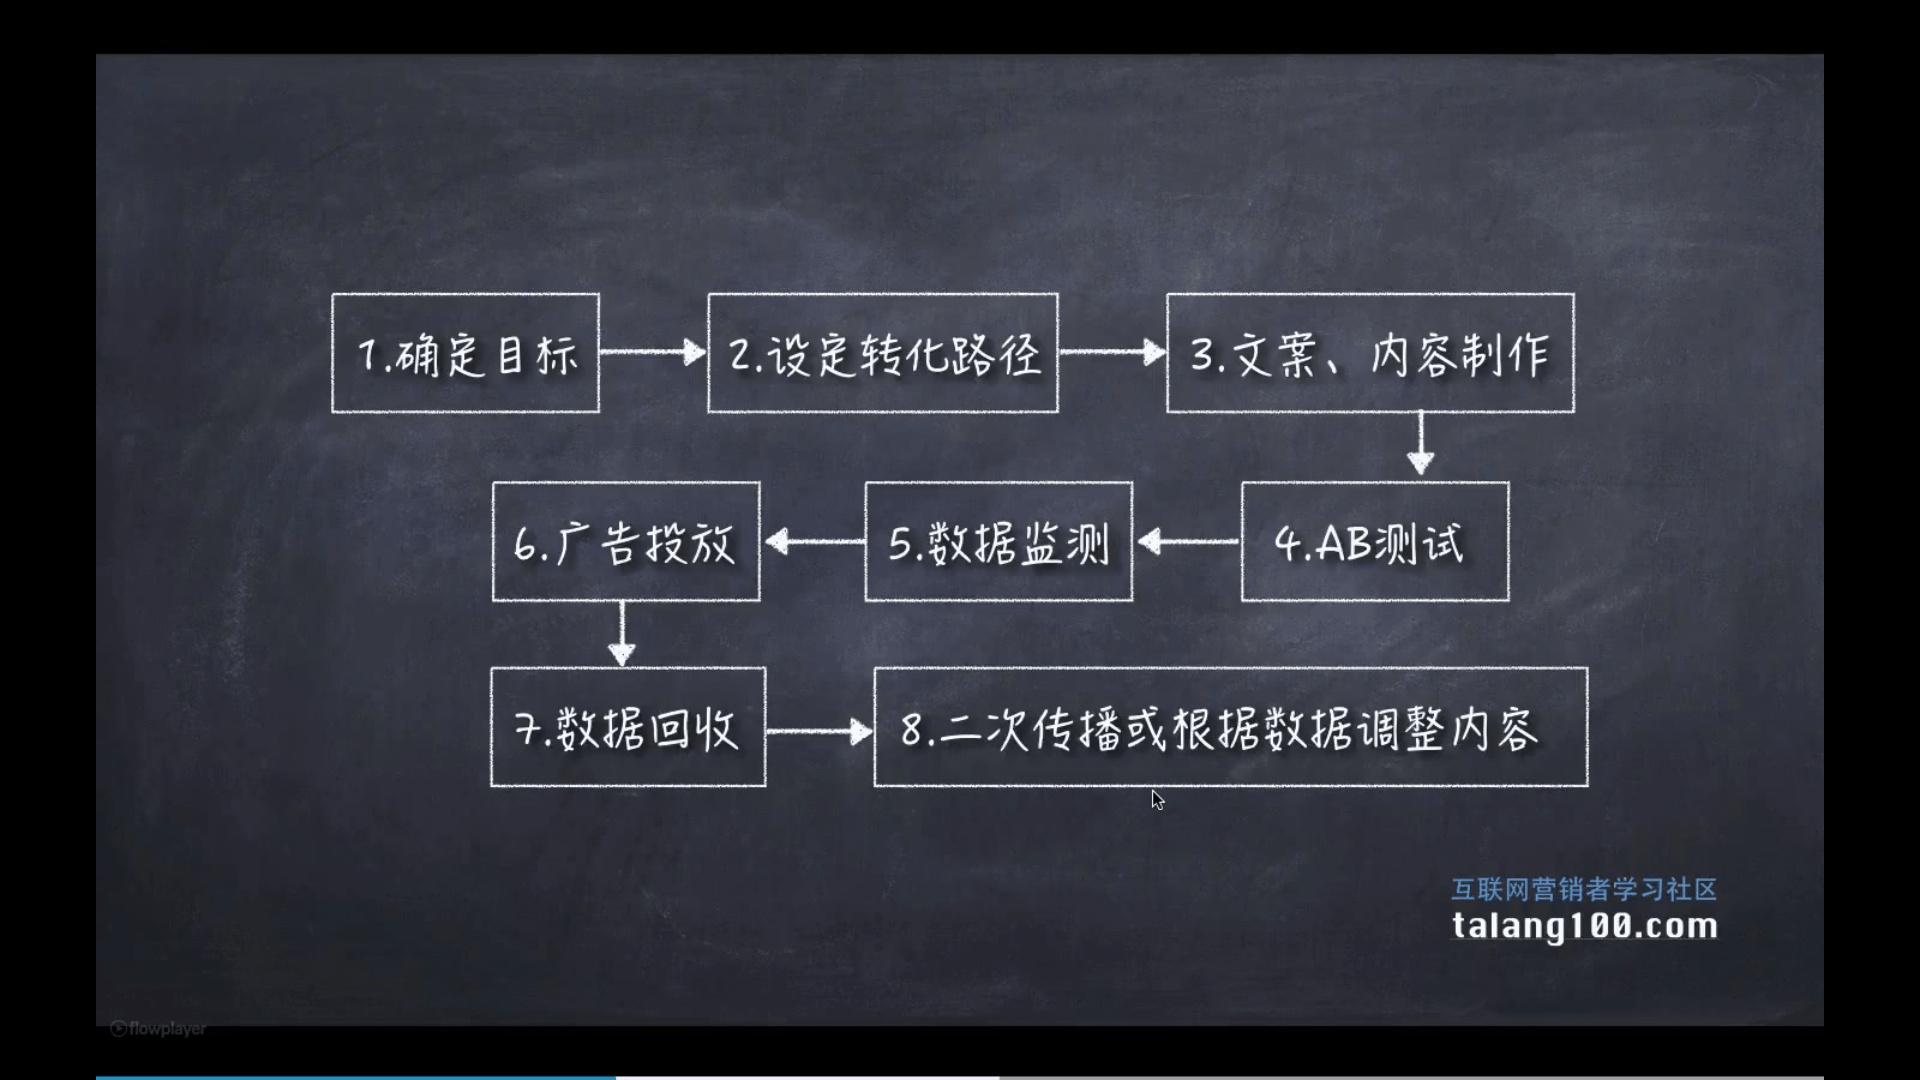 1.确定目标
2.设定转化路径
3.文案、内容制作
4.AB测试
5.数据监测
6.广告投放
7.数据回收
8.二次传播或根据数据调整内容
互联网营销者学习社区
talang100.com
flowplayer